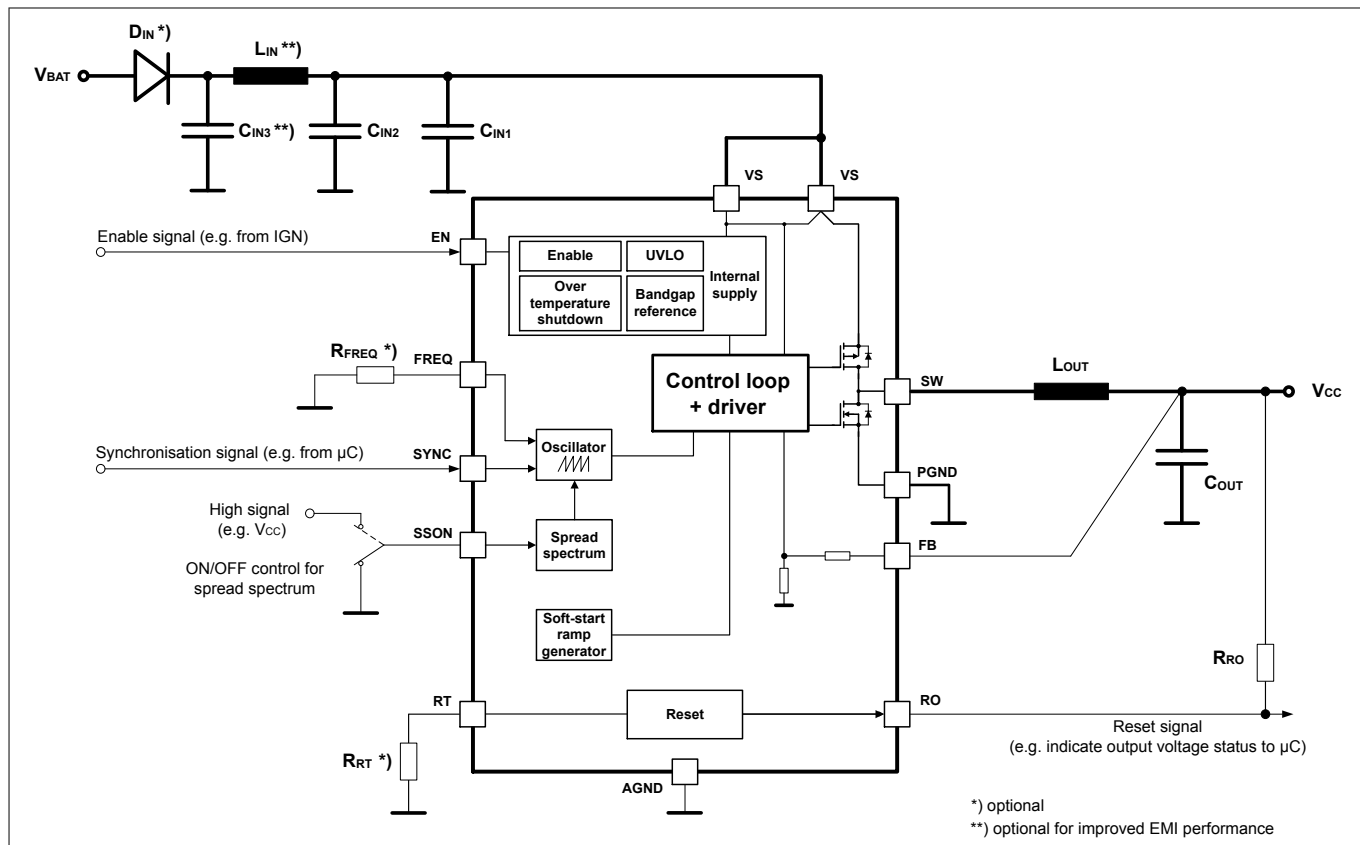 DIN *)
LIN **)
VBAT
CIN3 **)
CIN2
CIN1
VS
VS
Enable signal (e.g. from IGN)
EN
Enable
UVLO
Internal
supply
Over
temperature
shutdown
Bandgap
reference
RFREQ *)
FREQ
Control loop
+ driver
SW
LOUT
VCC
Synchronisation signal (e.g. from µC)
SYNC
Oscillator
PGND
COUT
High signal
(e.g. VCC)
SSON
Spread
spectrum
FB
ON/OFF control for
spread spectrum
Soft-start
ramp
generator
RRO
RT
Reset
RO
Reset signal
(e.g. indicate output voltage status to µC)
RRT *)
AGND
*) optional
**) optional for improved EMI performance